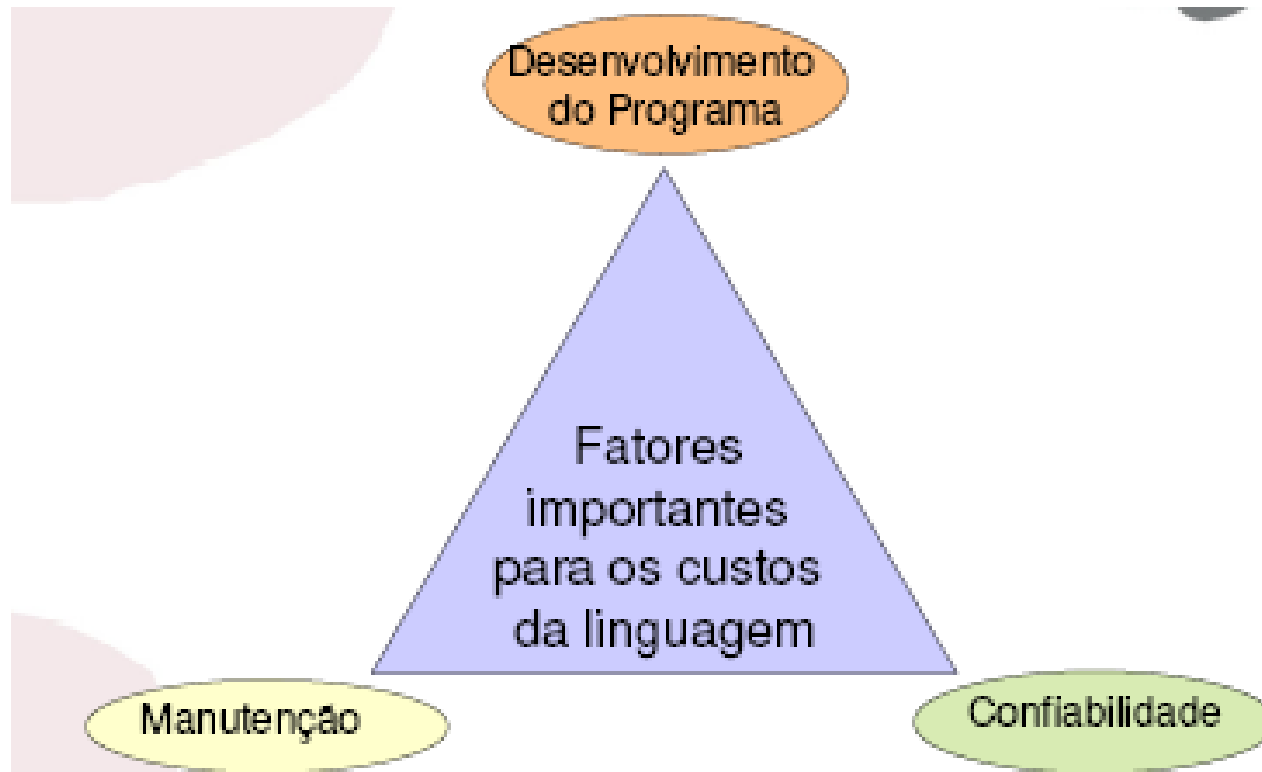 Desenvolvimento
do Programa
Fatores
importantes
para os custos
da linguagem
Manutenção
Confiabilidade